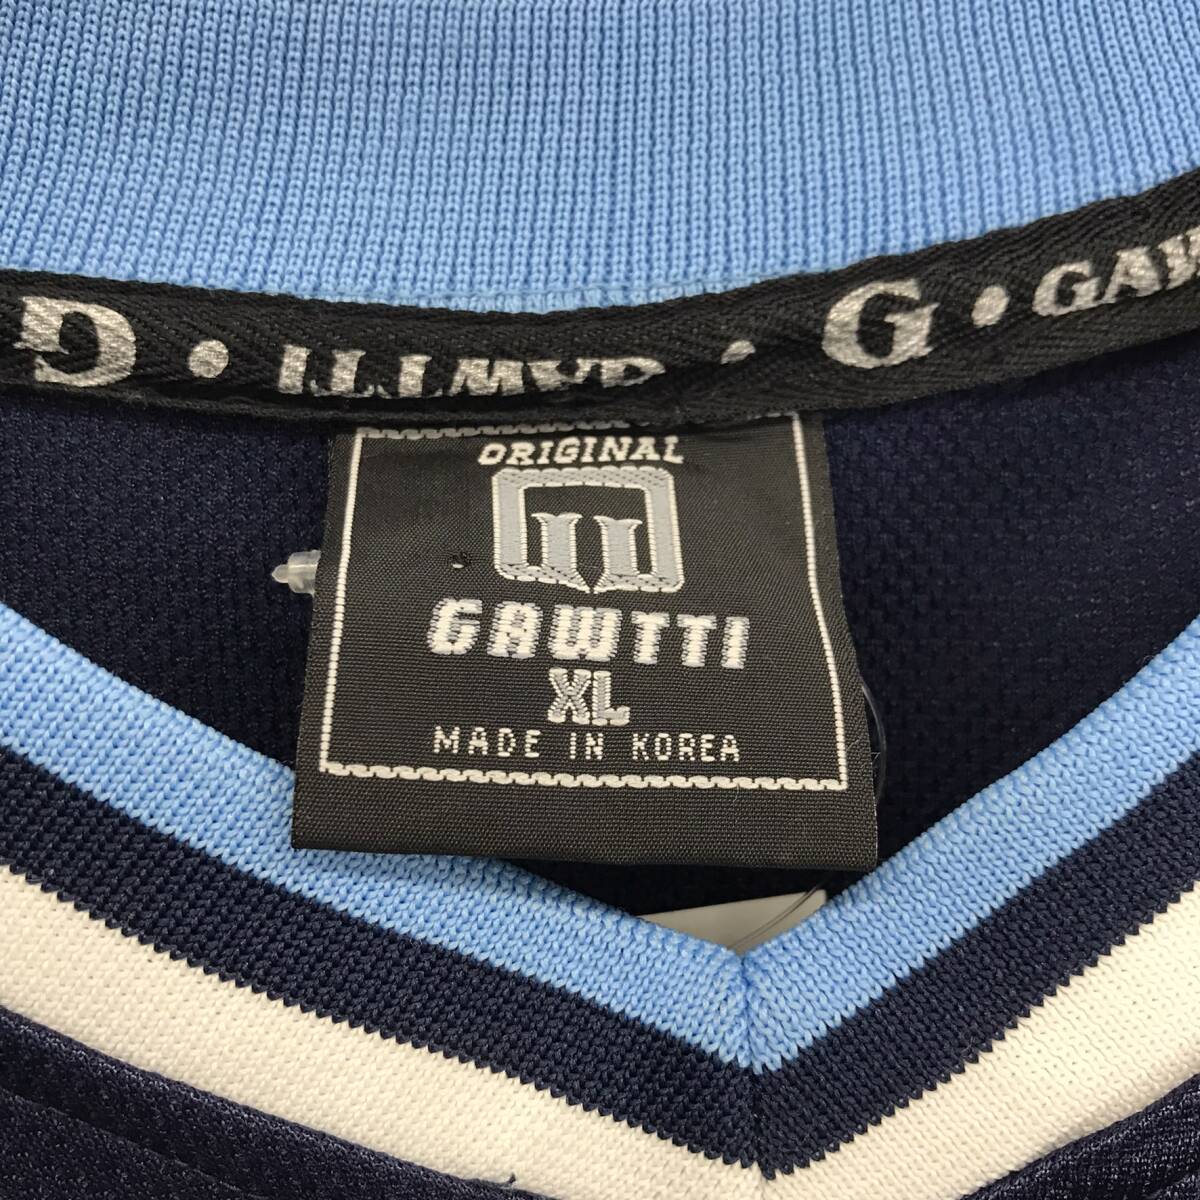 G • GAWTTI • G • GAW
ORIGINAL
GAWTTI
XL
MADE IN KOREA